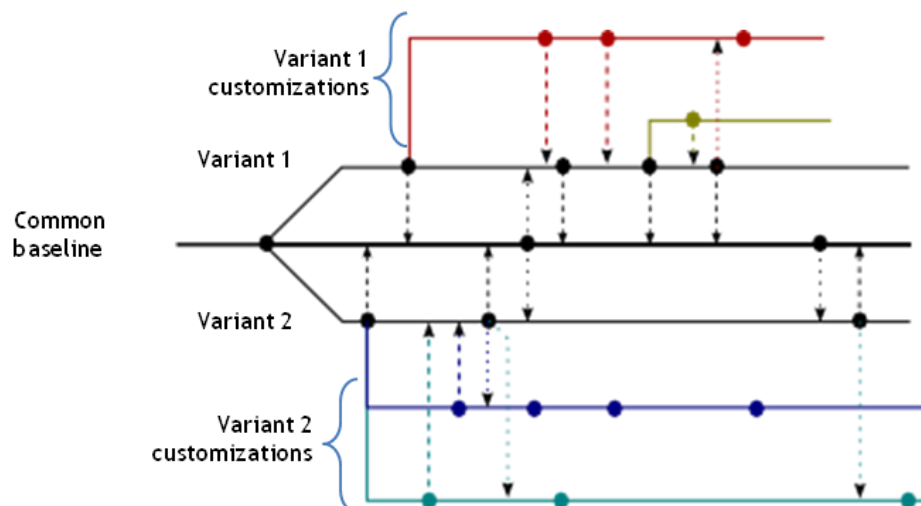 Variant 1
customizations
Variant 1
Common
baseline
Variant 2
Variant 2
customizations